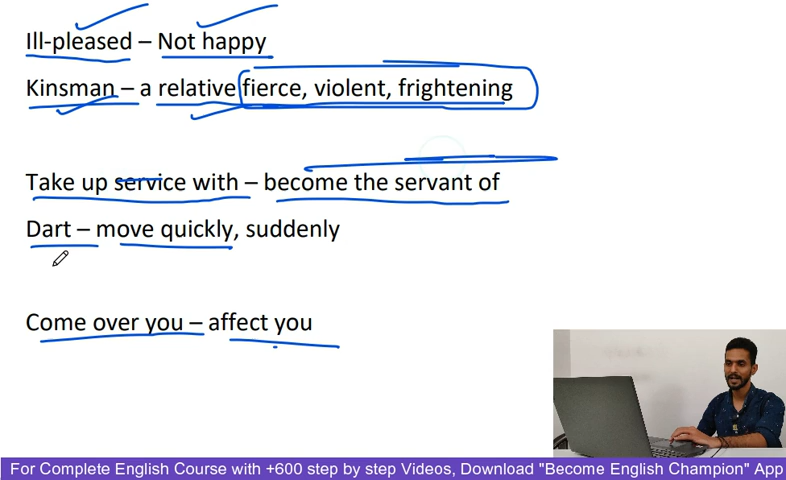 Ill-pleased – Not happy
Kinsman – a relative fierce, violent, frightening
Take up service with – become the servant of
Dart – move quickly, suddenly
Come over you – affect you
For Complete English Course with +600 step by step Videos, Download "Become English Champion" App